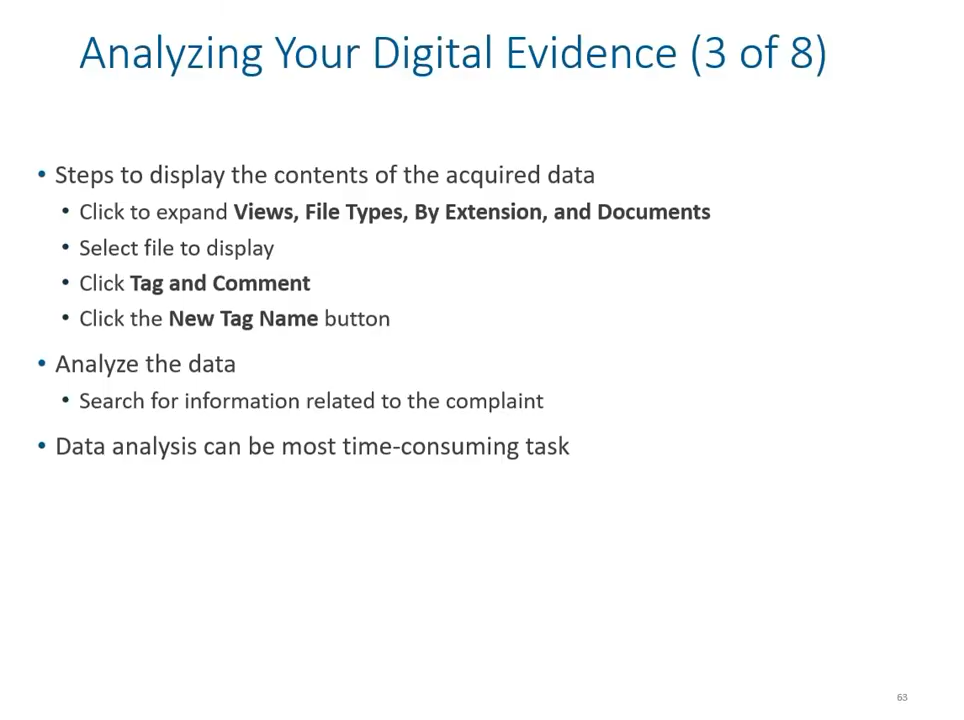 Analyzing Your Digital Evidence (3 of 8)
• Steps to display the contents of the acquired data
• Click to expand Views, File Types, By Extension, and Documents
• Select file to display
• Click Tag and Comment
• Click the New Tag Name button
• Analyze the data
• Search for information related to the complaint
• Data analysis can be most time-consuming task
63